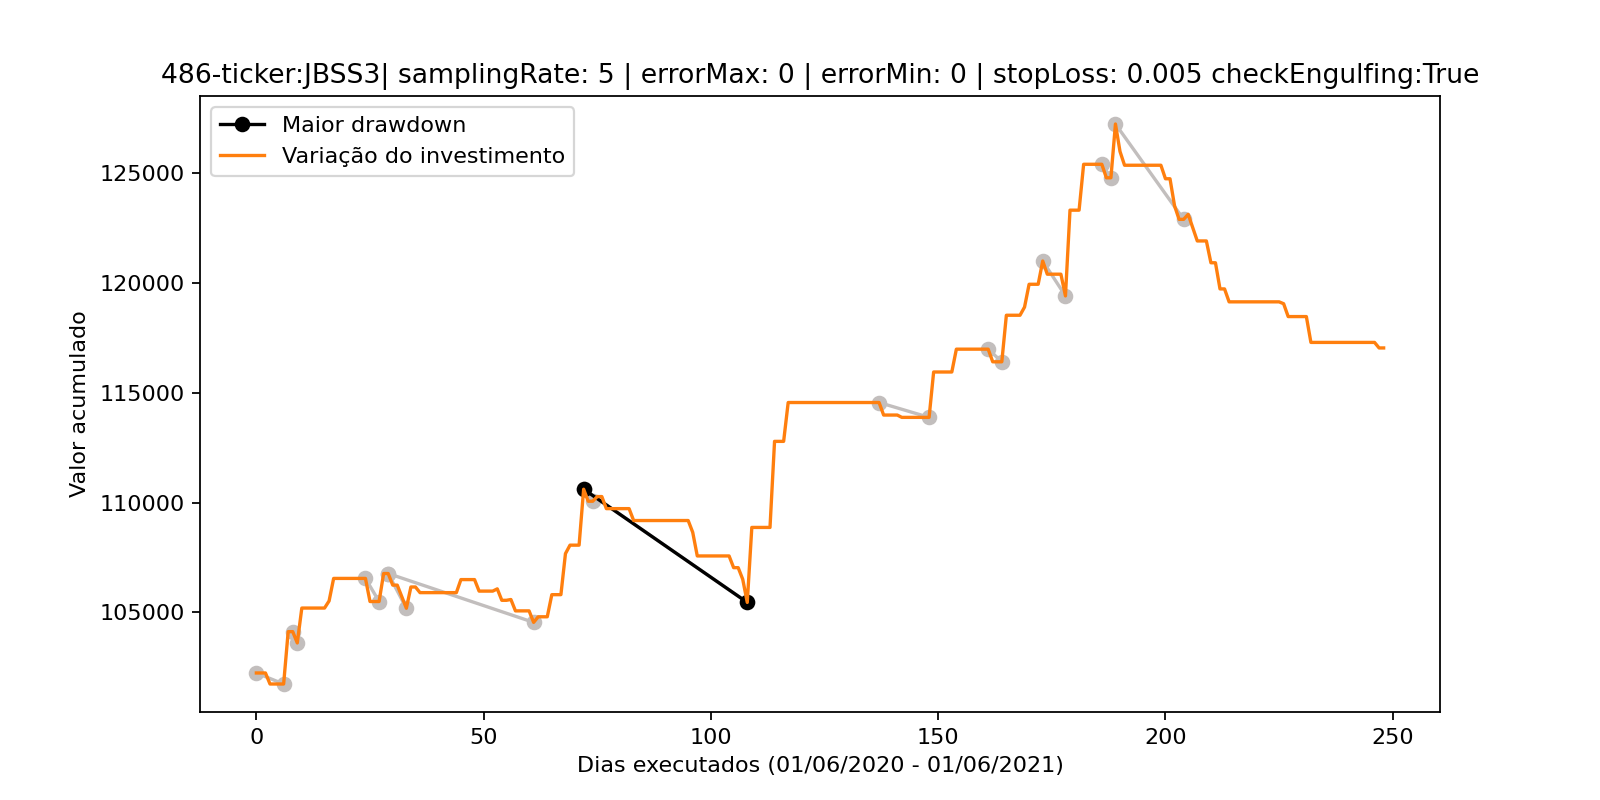 486-ticker:JBSS3| samplingRate: 5 | errorMax: 0 | errorMin: 0 | stopLoss: 0.005 checkEngulfing:True
Maior drawdown
Variação do investimento
Valor acumulado
125000
120000
115000
110000
105000
0 50 100 150 200 250
Dias executados (01/06/2020 - 01/06/2021)